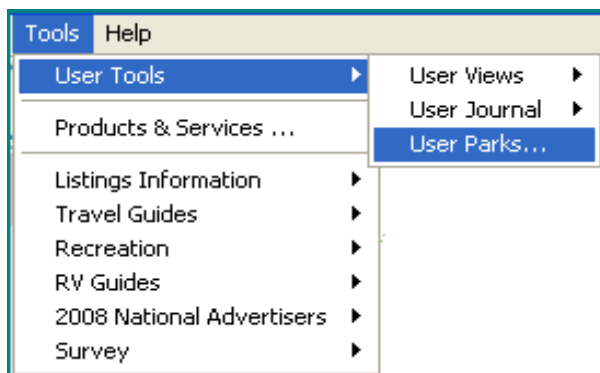 Tools Help
User Tools
User Views
User Journal
User Parks...
Products & Services ...
Listings Information
Travel Guides
Recreation
RV Guides
2008 National Advertisers
Survey